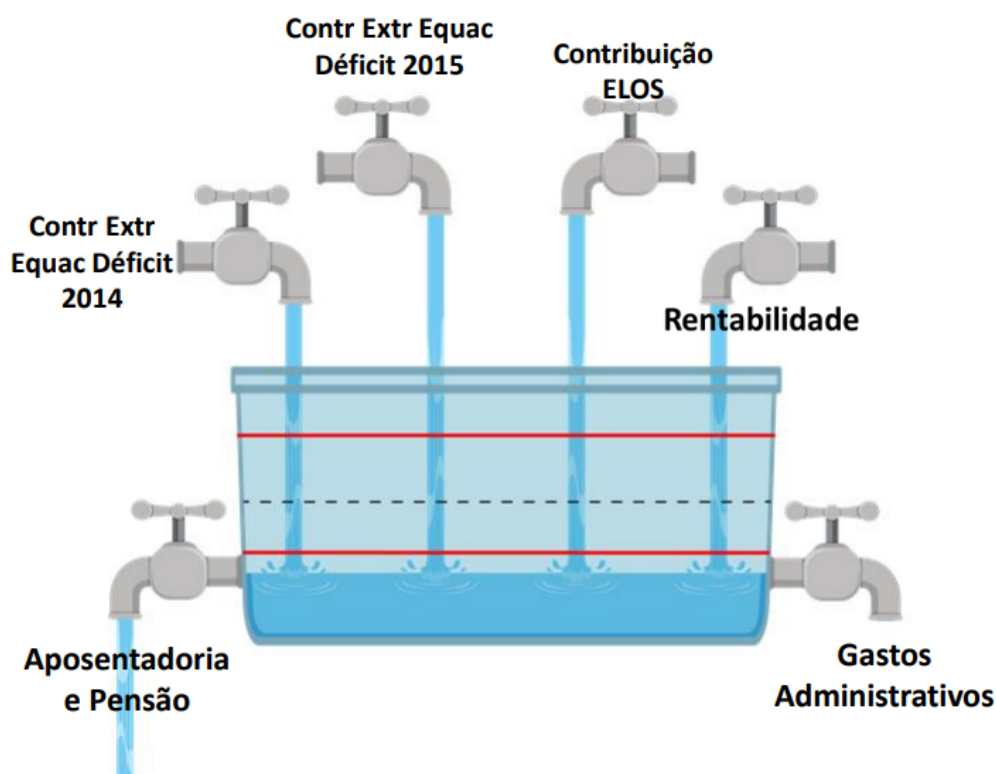 Contr Extr Equac
Déficit 2015
Contribuição
ELOS
Contr Extr
Equac Déficit
2014
Rentabilidade
Aposentadoria
e Pensão
Gastos
Administrativos